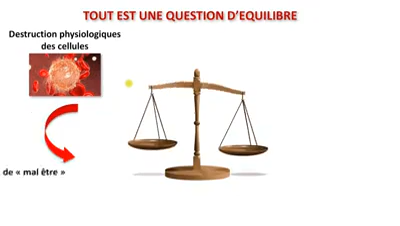 TOUT EST UNE QUESTION D'EQUILIBRE
Destruction physiologiques
des cellules
de « mal être »